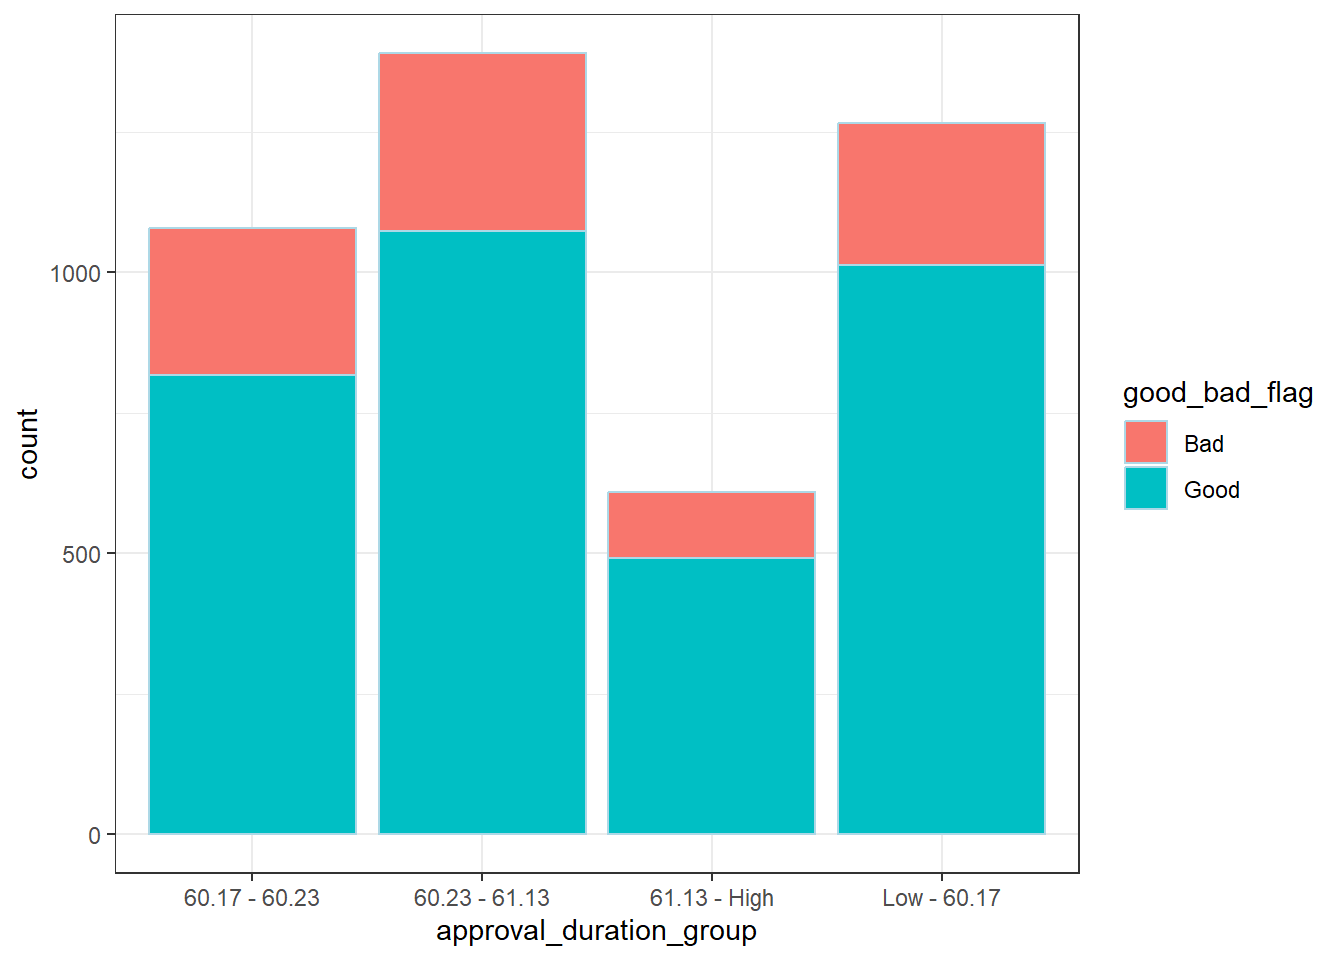 1000
500
0
count
60.17 - 60.23
60.23 - 61.13
61.13 - High
Low - 60.17
approval_duration_group
good_bad_flag
Bad
Good